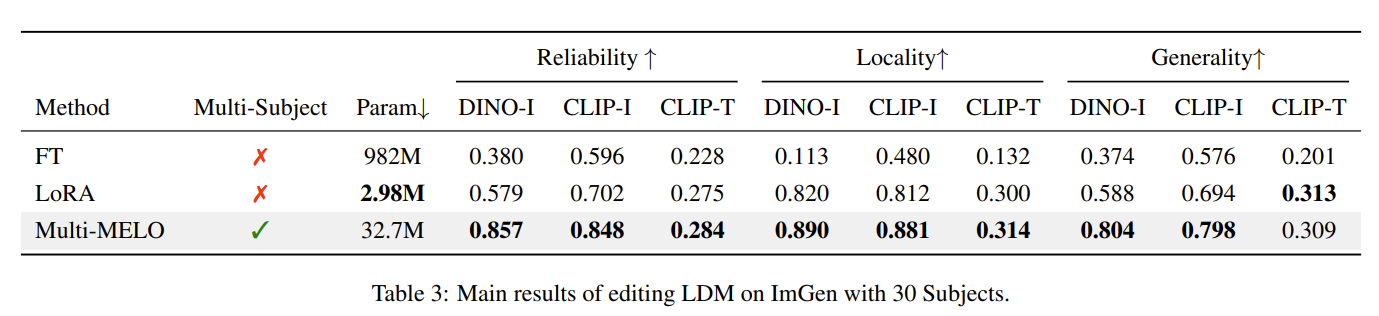 Reliability ↑ Locality↑ Generality↑
Method Multi-Subject Param↓ DINO-I CLIP-I CLIP-T DINO-I CLIP-I CLIP-T DINO-I CLIP-I CLIP-T
FT ✗ 982M 0.380 0.596 0.228 0.113 0.480 0.132 0.374 0.576 0.201
LoRA ✗ 2.98M 0.579 0.702 0.275 0.820 0.812 0.300 0.588 0.694 0.313
Multi-MELO ✓ 32.7M 0.857 0.848 0.284 0.890 0.881 0.314 0.804 0.798 0.309
Table 3: Main results of editing LDM on ImGen with 30 Subjects.